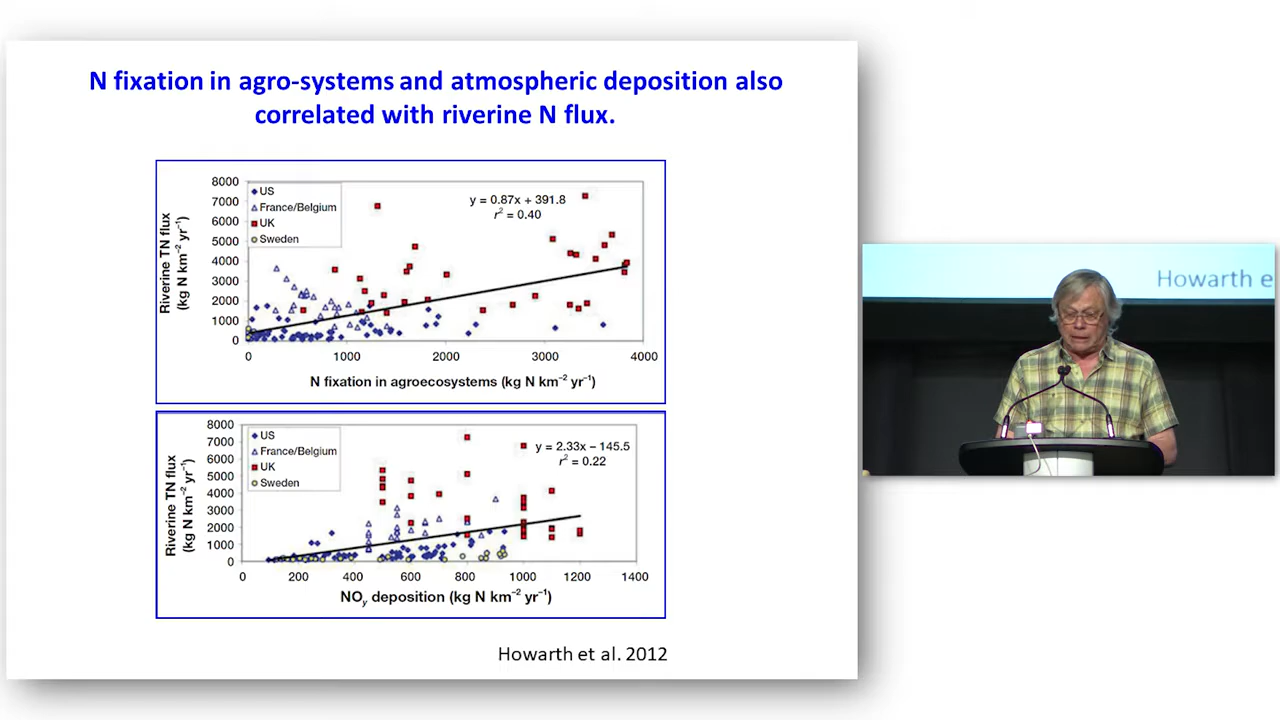 N fixation in agro-systems and atmospheric deposition also
correlated with riverine N flux.
Riverine TN flux
(kg N km⁻² yr⁻¹)
8000
7000
6000
5000
4000
3000
2000
1000
0
US
France/Belgium
UK
Sweden
y = 0.87x + 391.8
r² = 0.40
0 1000 2000 3000 4000
N fixation in agroecosystems (kg N km⁻² yr⁻¹)
Riverine TN flux
(kg N km⁻² yr⁻¹)
8000
7000
6000
5000
4000
3000
2000
1000
0
US
France/Belgium
UK
Sweden
y = 2.33x – 145.5
r² = 0.22
0 200 400 600 800 1000 1200 1400
NOy deposition (kg N km⁻² yr⁻¹)
Howarth et al. 2012
Howarth e